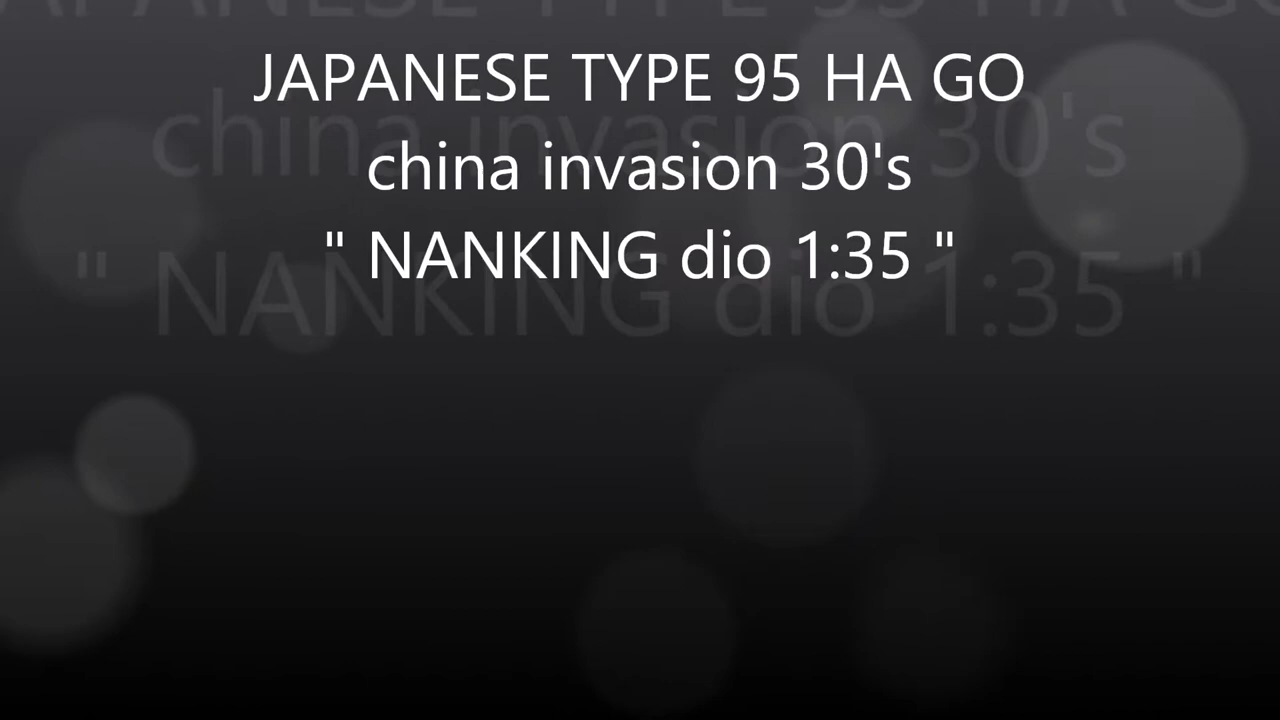 JAPANESE TYPE 95 HA GO
china invasion 30's
" NANKING dio 1:35 "